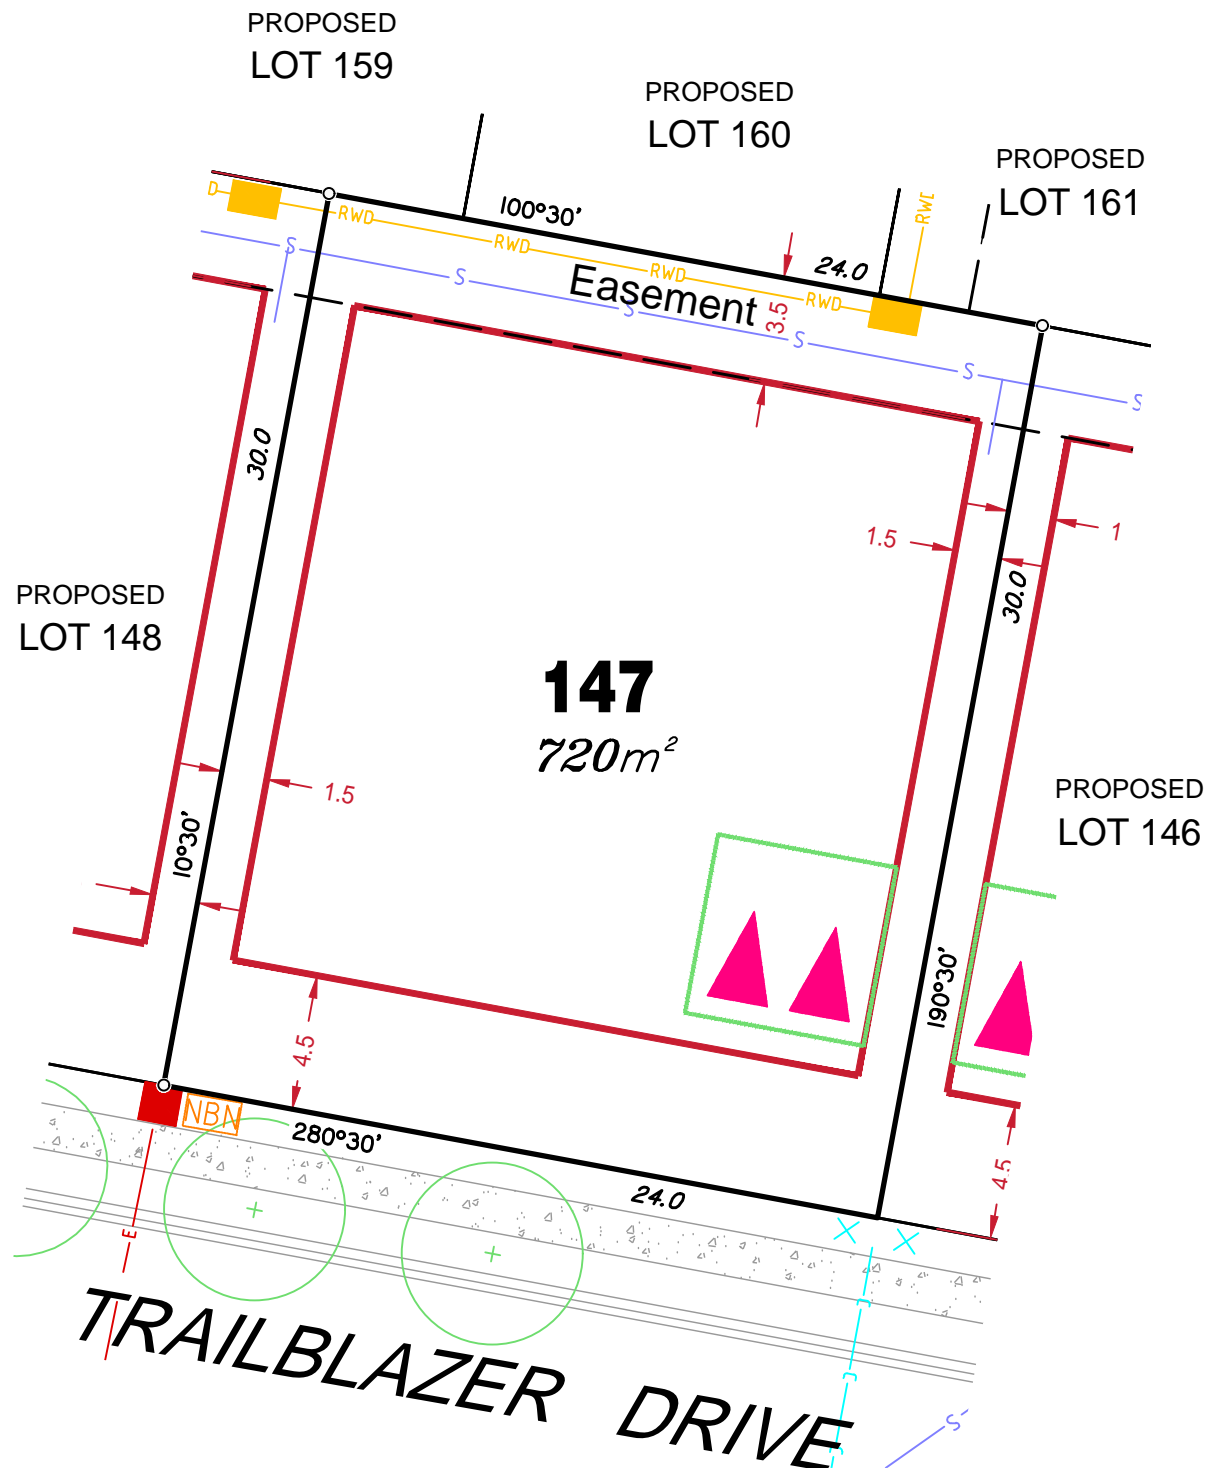 PROPOSED
LOT 159
PROPOSED
LOT 160
PROPOSED
LOT 161
D
RWD
RWD
RWD
RWD
RWD
100°30'
24.0
S
S
S
S
S
S
Easement
3.5
30.0
1.5
1
30.0
PROPOSED
LOT 148
147
720m²
1.5
PROPOSED
LOT 146
10°30'
190°30'
4.5
NBN
280°30'
24.0
4.5
E
S
TRAILBLAZER DRIVE